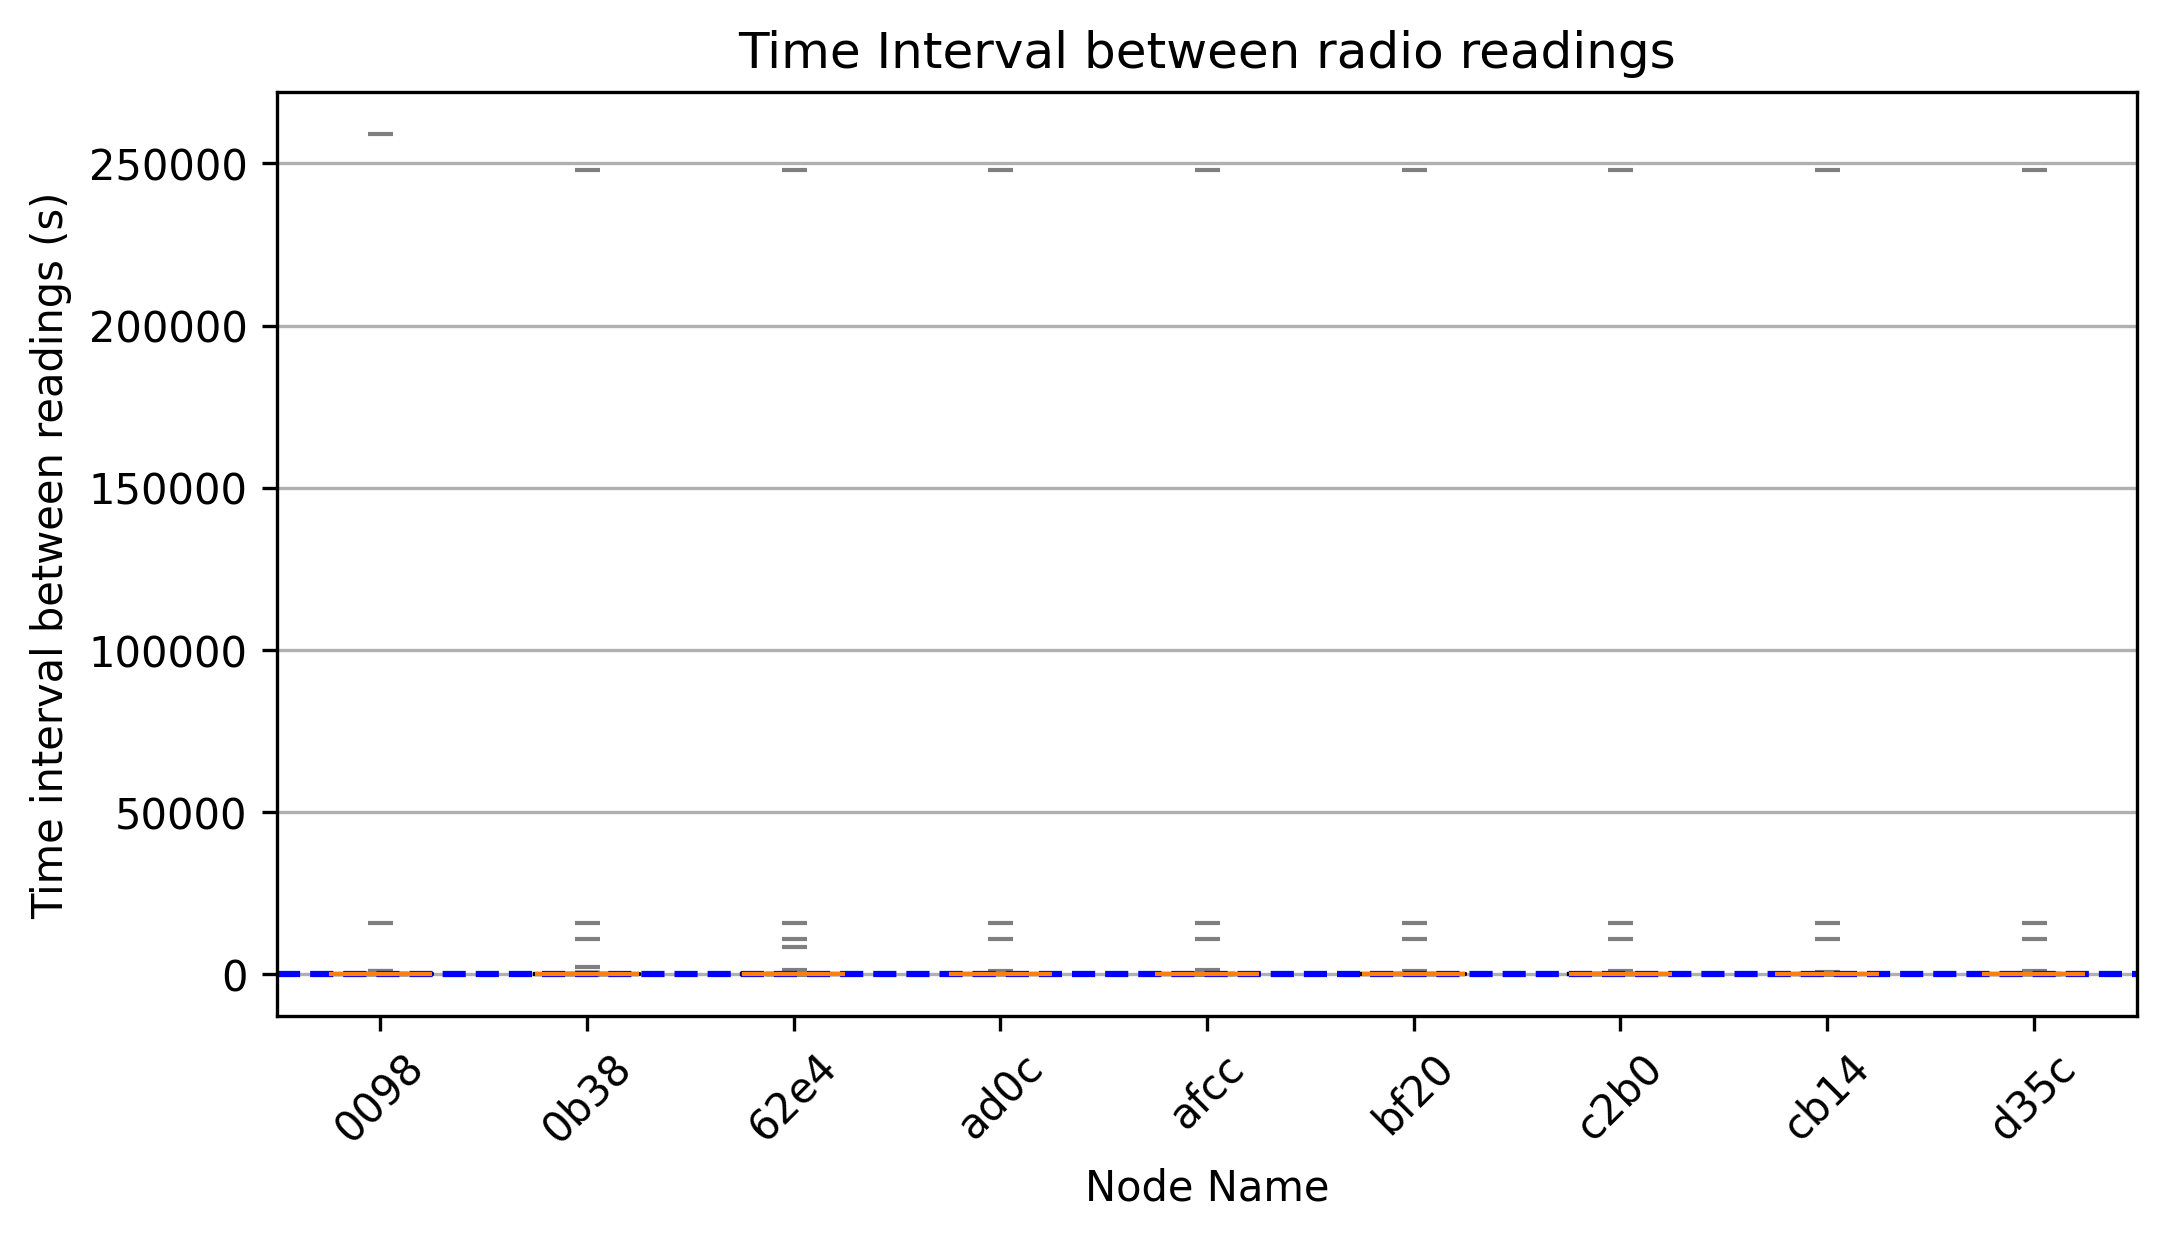 Time Interval between radio readings
Time interval between readings (s)
250000
200000
150000
100000
50000
0
0098
0b38
62e4
ad0c
afcc
bf20
c2b0
cb14
d35c
Node Name